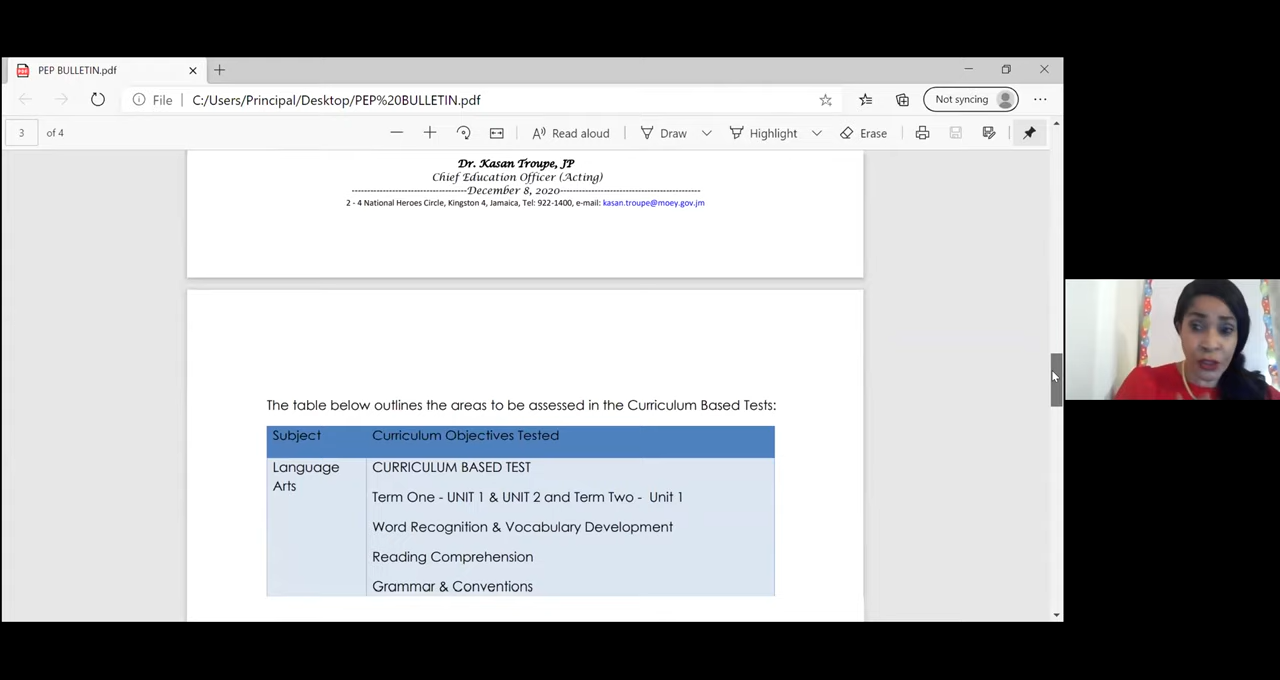 PEP BULLETIN.pdf
File
C:/Users/Principal/Desktop/PEP%20BULLETIN.pdf
Not syncing
3 of 4
Read aloud
Draw
Highlight
Erase
Dr. Kasan Troupe, JP
Chief Education Officer (Acting)
-----------------------------------December 8, 2020-------------------------------------------
2 - 4 National Heroes Circle, Kingston 4, Jamaica, Tel: 922-1400, e-mail: kasan.troupe@moey.gov.jm
The table below outlines the areas to be assessed in the Curriculum Based Tests:
Subject Curriculum Objectives Tested
Language Arts
CURRICULUM BASED TEST
Term One - UNIT 1 & UNIT 2 and Term Two - Unit 1
Word Recognition & Vocabulary Development
Reading Comprehension
Grammar & Conventions